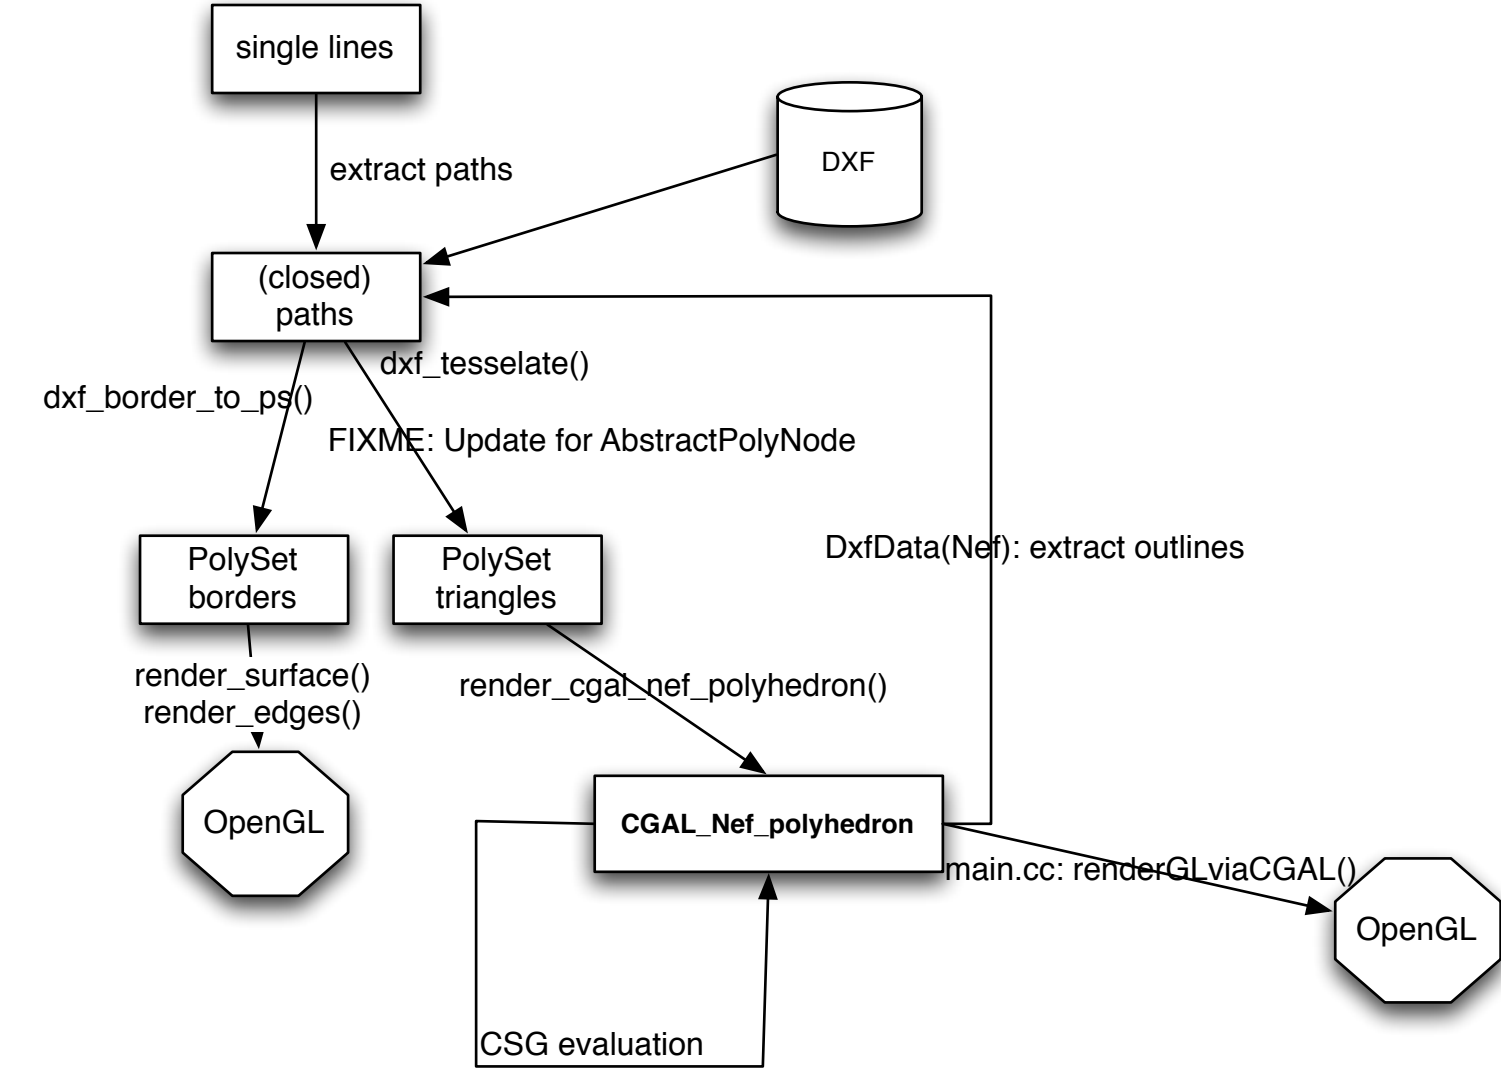 single lines
DXF
extract paths
(closed)
paths
dxf_tesselate()
dxf_border_to_ps()
FIXME: Update for AbstractPolyNode
DxfData(Nef): extract outlines
PolySet
borders
PolySet
triangles
render_surface()
render_edges()
render_cgal_nef_polyhedron()
OpenGL
CGAL_Nef_polyhedron
main.cc: renderGLviaCGAL()
OpenGL
CSG evaluation